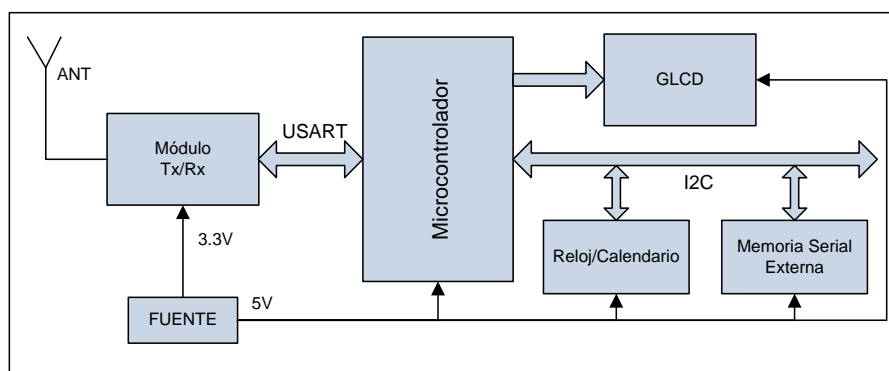 ANT
Módulo
Tx/Rx
USART
Microcontrolador
GLCD
I2C
Reloj/Calendario
Memoria Serial
Externa
3.3V
5V
FUENTE